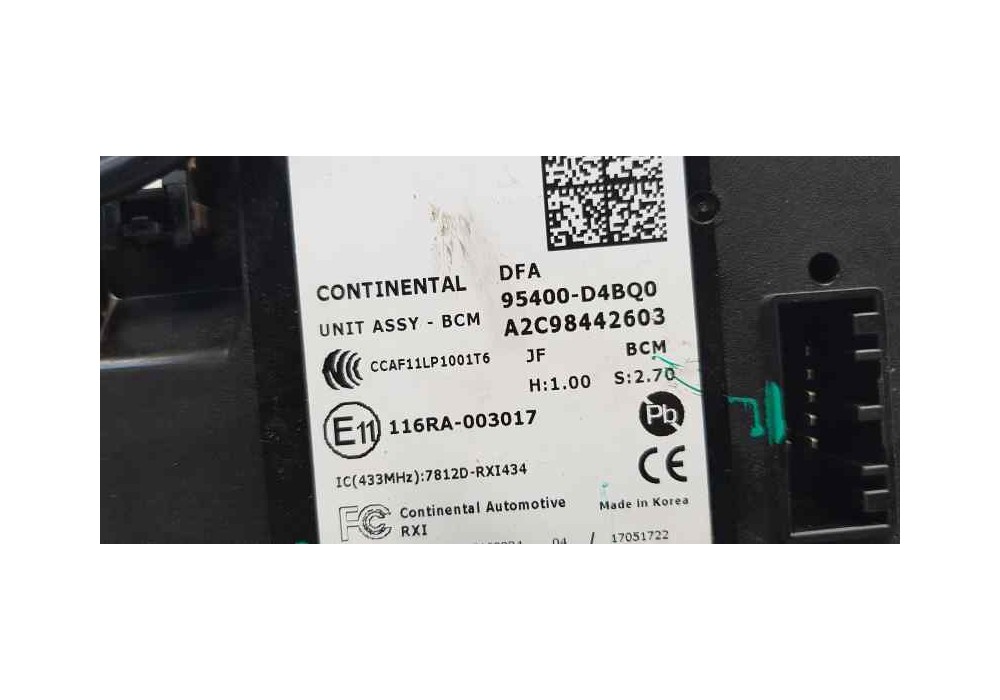 CONTINENTAL DFA
95400-D4BQ0
UNIT ASSY - BCM A2C98442603
CCAF11LP1001T6 JF BCM
H:1.00 S:2.70
E11 116RA-003017 Pb
IC(433MHz):7812D-RXI434 CE
FC Continental Automotive Made in Korea
RXI
04 / 17051722